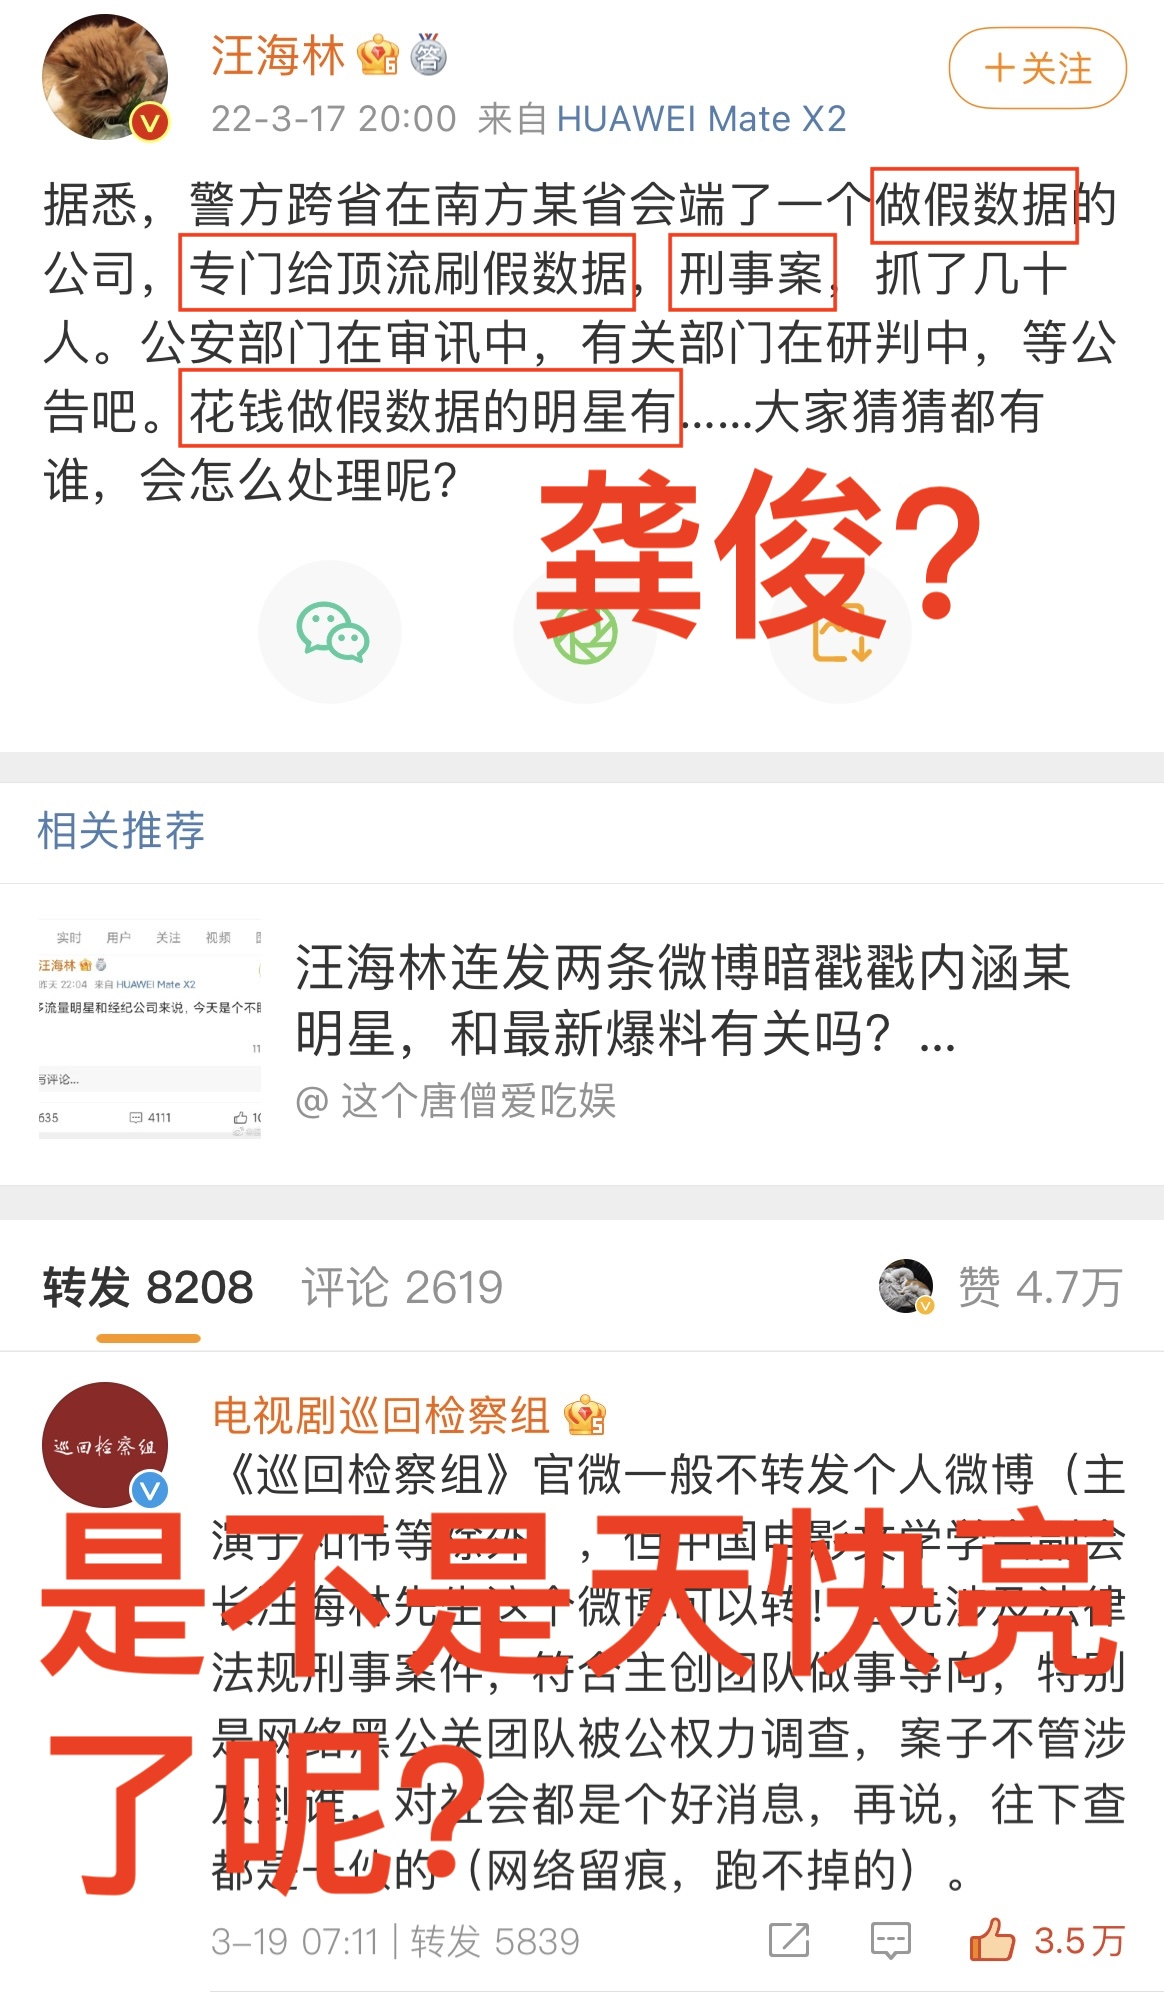 汪海林
6
答
22-3-17 20:00 来自 HUAWEI Mate X2
+关注
据悉，警方跨省在南方某省会端了一个做假数据的
公司，专门给顶流刷假数据，刑事案，抓了几十
人。公安部门在审讯中，有关部门在研判中，等公
告吧。花钱做假数据的明星有......大家猜猜都有
谁，会怎么处理呢？
龚俊？
相关推荐
实时 用户 关注 视频
汪海林
昨天 22:04 来自 HUAWEI Mate X2
流量明星和经纪公司来说，今天是个不
11
写评论...
635 4111 10
汪海林连发两条微博暗戳戳内涵某
明星，和最新爆料有关吗？...
@ 这个唐僧爱吃娱
转发 8208 评论 2619 赞 4.7万
巡回检察组
电视剧巡回检察组
5
《巡回检察组》官微一般不转发个人微博（主
演于和伟等除外），但中国电影文学学会副会
长汪海林先生这个微博可以转！ 涉及法律
法规刑事案件，符合主创团队做事导向，特别
是网络黑公关团队被公权力调查，案子不管涉
及到谁，对社会都是个好消息，再说，往下查
都是一伙的（网络留痕，跑不掉的）。
是不是天快亮
了呢？
3-19 07:11 | 转发 5839 3.5万